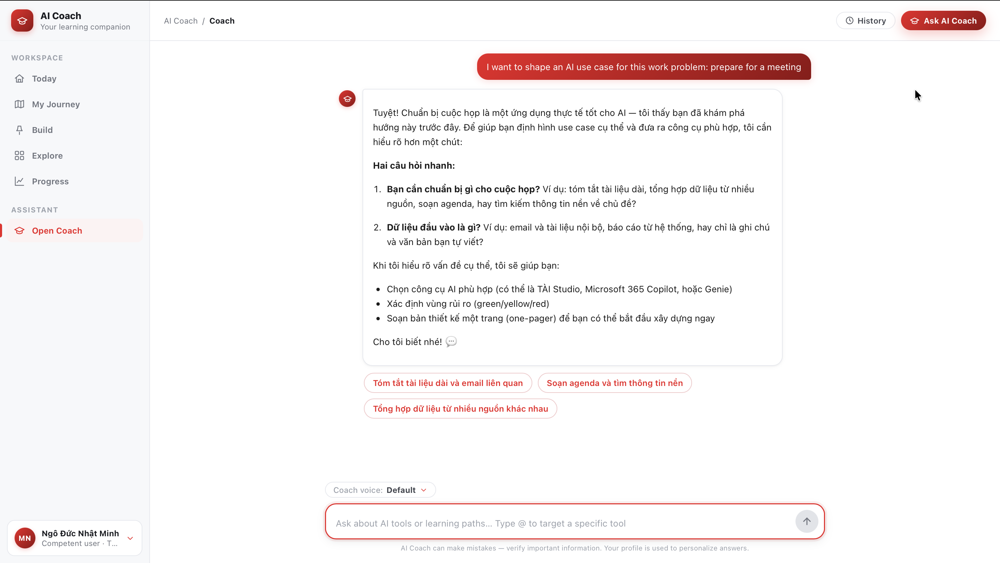 AI Coach
Your learning companion
WORKSPACE
Today
My Journey
Build
Explore
Progress
ASSISTANT
Open Coach
MN
Ngô Đức Nhật Minh
Competent user · T...
AI Coach / Coach
History
Ask AI Coach
I want to shape an AI use case for this work problem: prepare for a meeting
Tuyệt! Chuẩn bị cuộc họp là một ứng dụng thực tế tốt cho AI — tôi thấy bạn đã khám phá
hướng này trước đây. Để giúp bạn định hình use case cụ thể và đưa ra công cụ phù hợp, tôi cần
hiểu rõ hơn một chút:
Hai câu hỏi nhanh:
1. Bạn cần chuẩn bị gì cho cuộc họp? Ví dụ: tóm tắt tài liệu dài, tổng hợp dữ liệu từ nhiều
nguồn, soạn agenda, hay tìm kiếm thông tin nền về chủ đề?
2. Dữ liệu đầu vào là gì? Ví dụ: email và tài liệu nội bộ, báo cáo từ hệ thống, hay chỉ là ghi chú
và văn bản bạn tự viết?
Khi tôi hiểu rõ vấn đề cụ thể, tôi sẽ giúp bạn:
• Chọn công cụ AI phù hợp (có thể là TÀI Studio, Microsoft 365 Copilot, hoặc Genie)
• Xác định vùng rủi ro (green/yellow/red)
• Soạn bản thiết kế một trang (one-pager) để bạn có thể bắt đầu xây dựng ngay
Cho tôi biết nhé! 💬
Tóm tắt tài liệu dài và email liên quan
Soạn agenda và tìm thông tin nền
Tổng hợp dữ liệu từ nhiều nguồn khác nhau
Coach voice: Default
Ask about AI tools or learning paths... Type @ to target a specific tool
AI Coach can make mistakes — verify important information. Your profile is used to personalize answers.